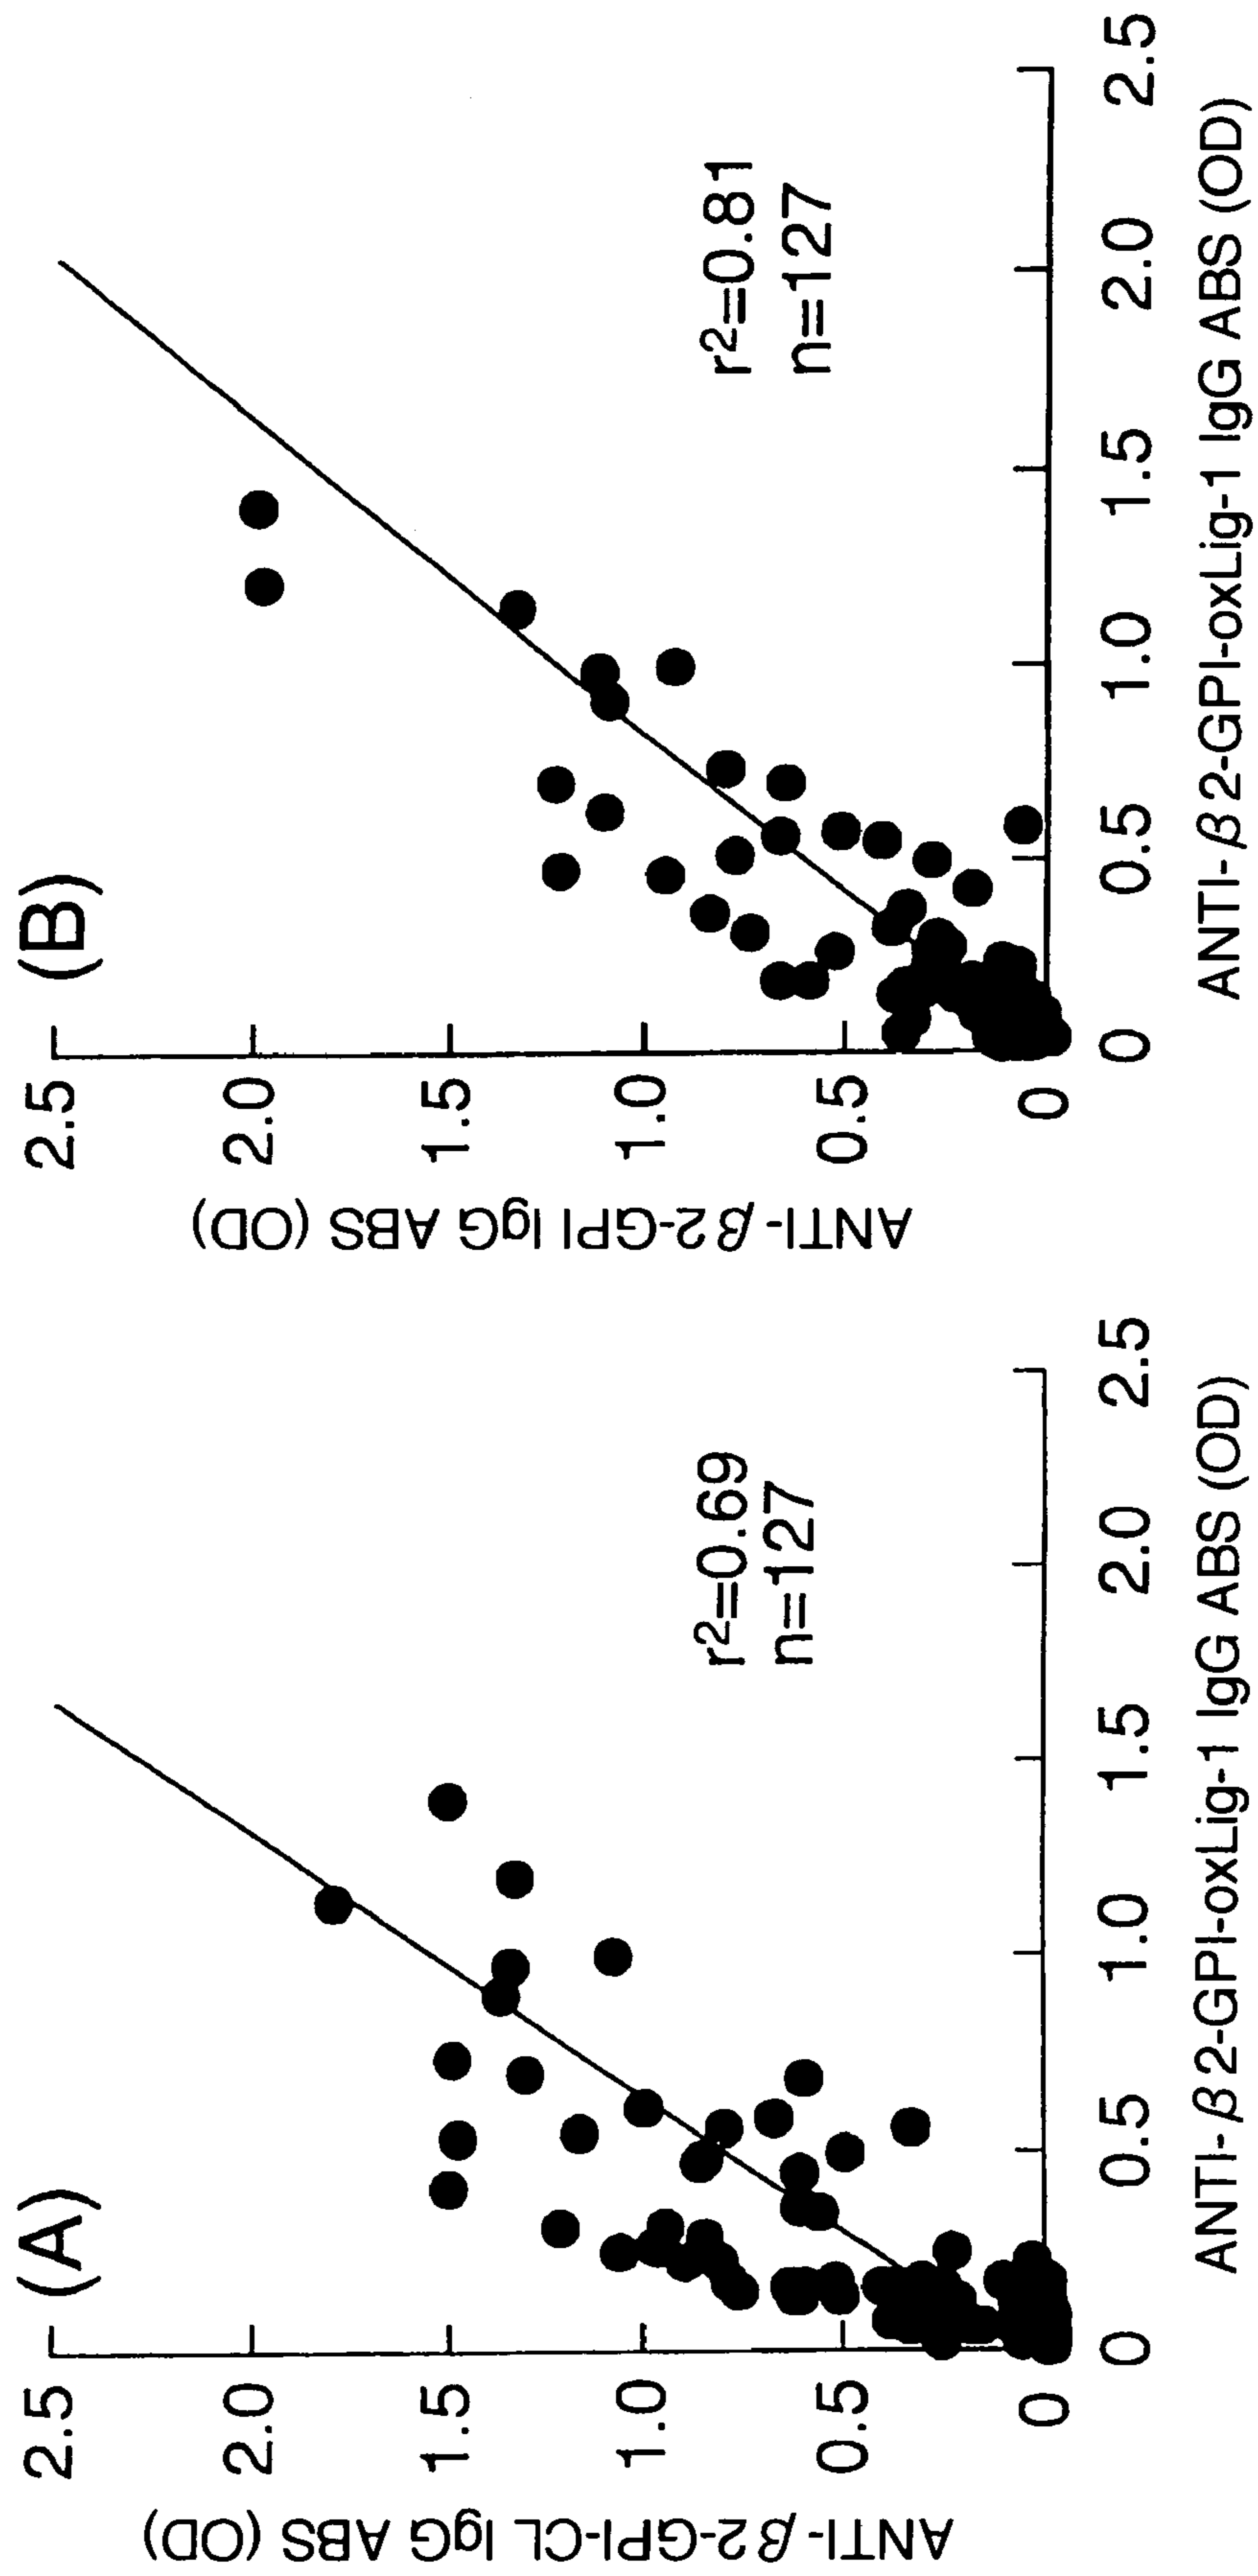 (A)
ANTI-β2-GPI-CL IgG ABS (OD)
2.5
2.0
1.5
1.0
0.5
0
r²=0.69
n=127
0 0.5 1.0 1.5 2.0 2.5
ANTI-β2-GPI-oxLig-1 IgG ABS (OD)
(B)
ANTI-β2-GPI IgG ABS (OD)
2.5
2.0
1.5
1.0
0.5
0
r²=0.81
n=127
0 0.5 1.0 1.5 2.0 2.5
ANTI-β2-GPI-oxLig-1 IgG ABS (OD)